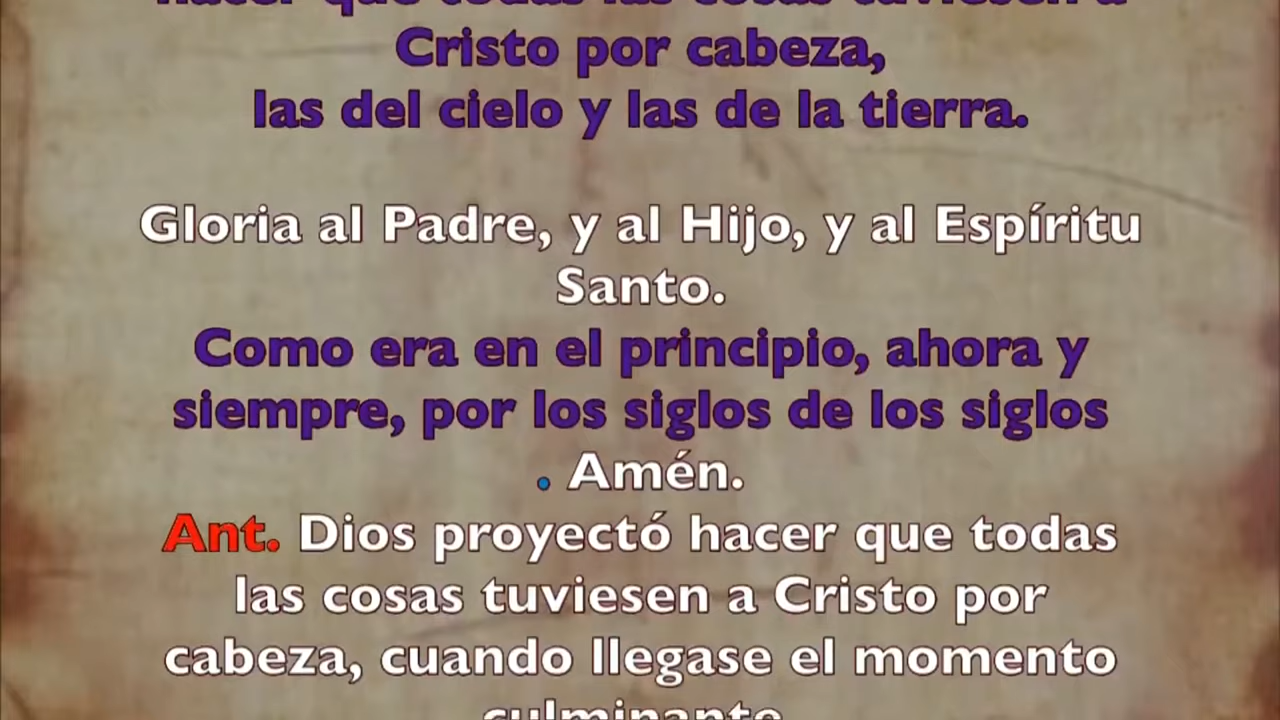 hacer que todas las cosas tuviesen a
Cristo por cabeza,
las del cielo y las de la tierra.
Gloria al Padre, y al Hijo, y al Espíritu
Santo.
Como era en el principio, ahora y
siempre, por los siglos de los siglos
. Amén.
Ant. Dios proyectó hacer que todas
las cosas tuviesen a Cristo por
cabeza, cuando llegase el momento
culminante.